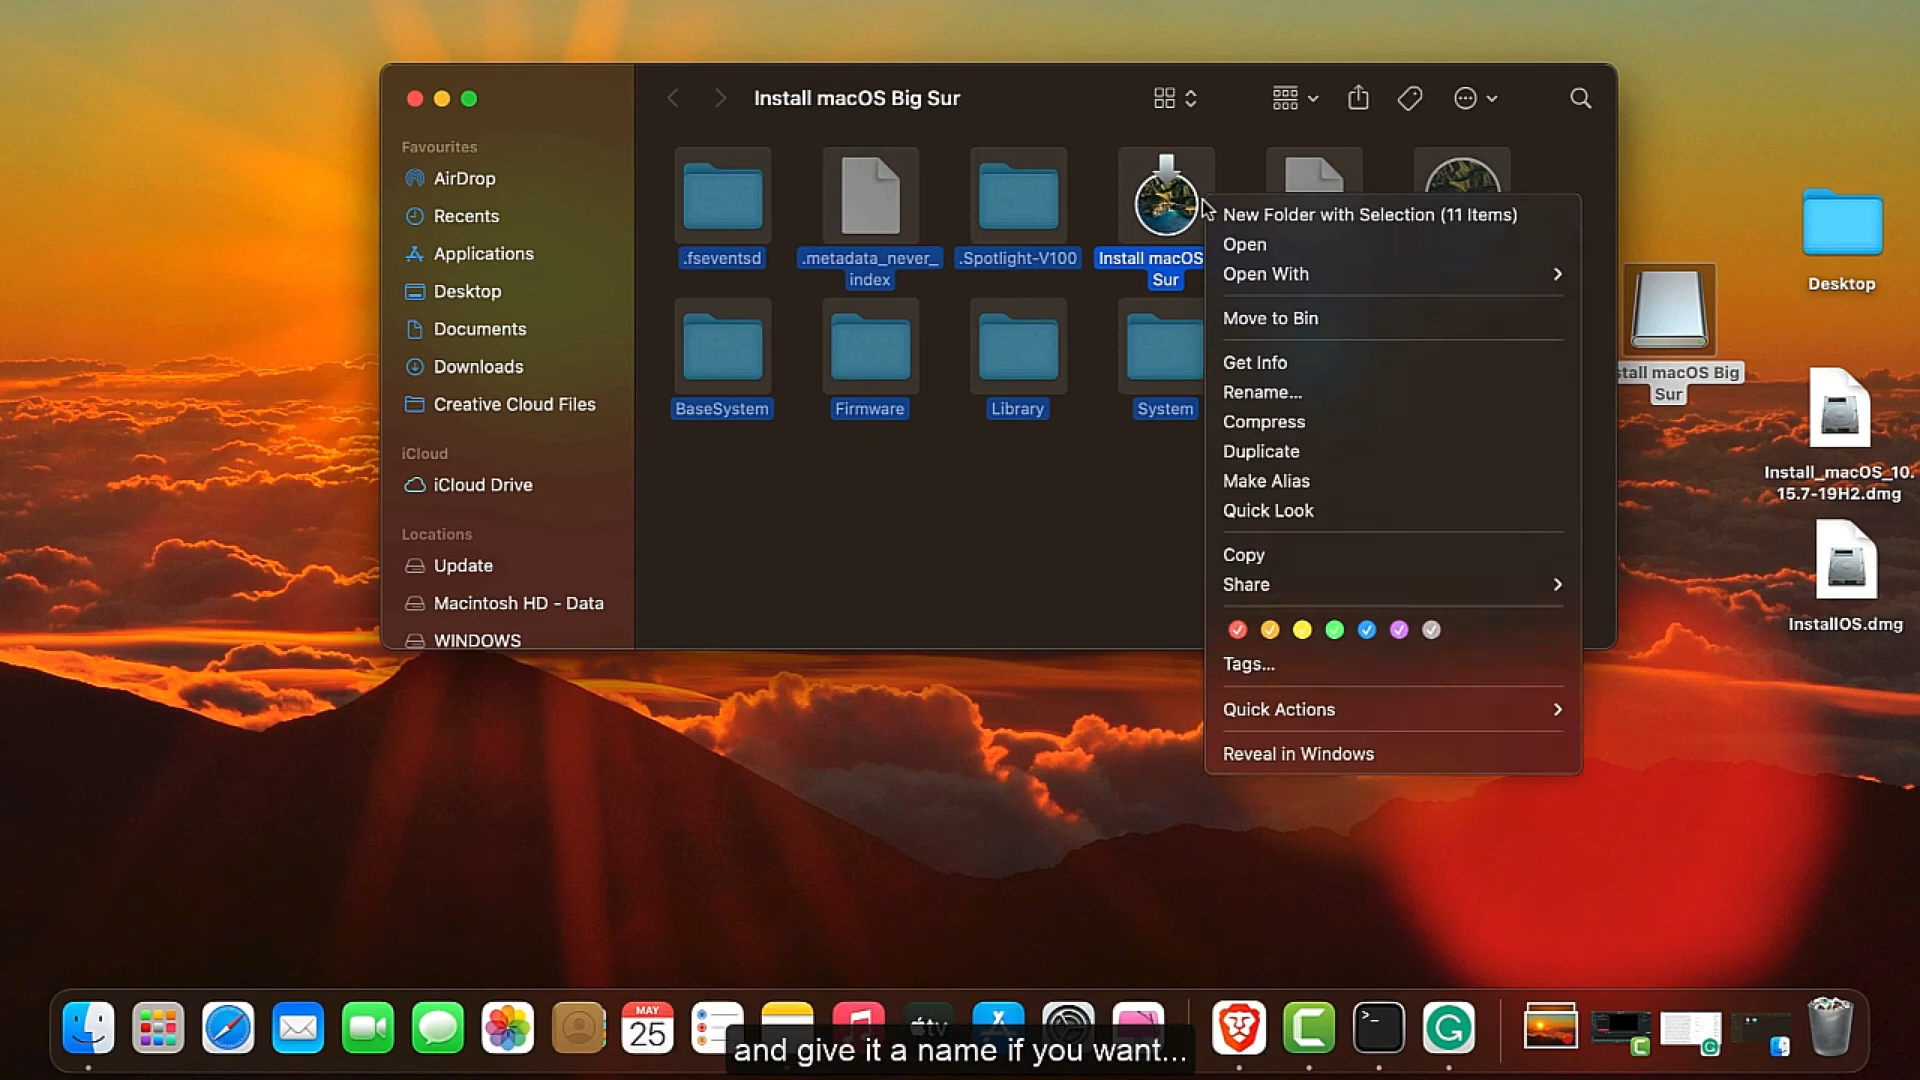 Install macOS Big Sur
Favourites
AirDrop
Recents
Applications
Desktop
Documents
Downloads
Creative Cloud Files
iCloud
iCloud Drive
Locations
Update
Macintosh HD - Data
WINDOWS
.fseventsd
.metadata_never_
index
.Spotlight-V100
Install macOS
Sur
BaseSystem
Firmware
Library
System
New Folder with Selection (11 Items)
Open
Open With
Move to Bin
Get Info
Rename...
Compress
Duplicate
Make Alias
Quick Look
Copy
Share
Tags...
Quick Actions
Reveal in Windows
Desktop
stall macOS Big
Sur
Install_macOS_10.
15.7-19H2.dmg
InstallOS.dmg
MAY
25
tv
and give it a name if you want...